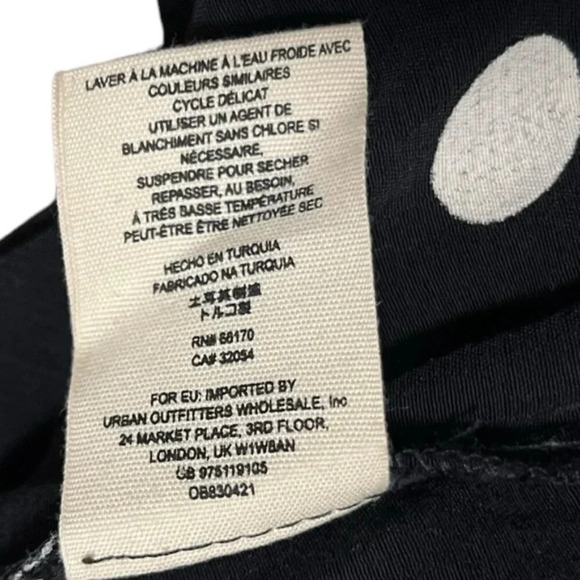 LAVER À LA MACHINE À L'EAU FROIDE AVEC
COULEURS SIMILAIRES
CYCLE DÉLICAT
UTILISER UN AGENT DE
BLANCHIMENT SANS CHLORE SI
NÉCESSAIRE,
SUSPENDRE POUR SECHER
REPASSER, AU BESOIN,
À TRÈS BASSE TEMPÉRATURE
PEUT-ÊTRE ÊTRE NETTOYÉE SEC
HECHO EN TURQUIA
FABRICADO NA TURQUIA
土耳其製造
トルコ製
RN# 66170
CA# 32054
FOR EU: IMPORTED BY
URBAN OUTFITTERS WHOLESALE, Inc
24 MARKET PLACE, 3RD FLOOR,
LONDON, UK W1W8AN
GB 975119105
OB830421